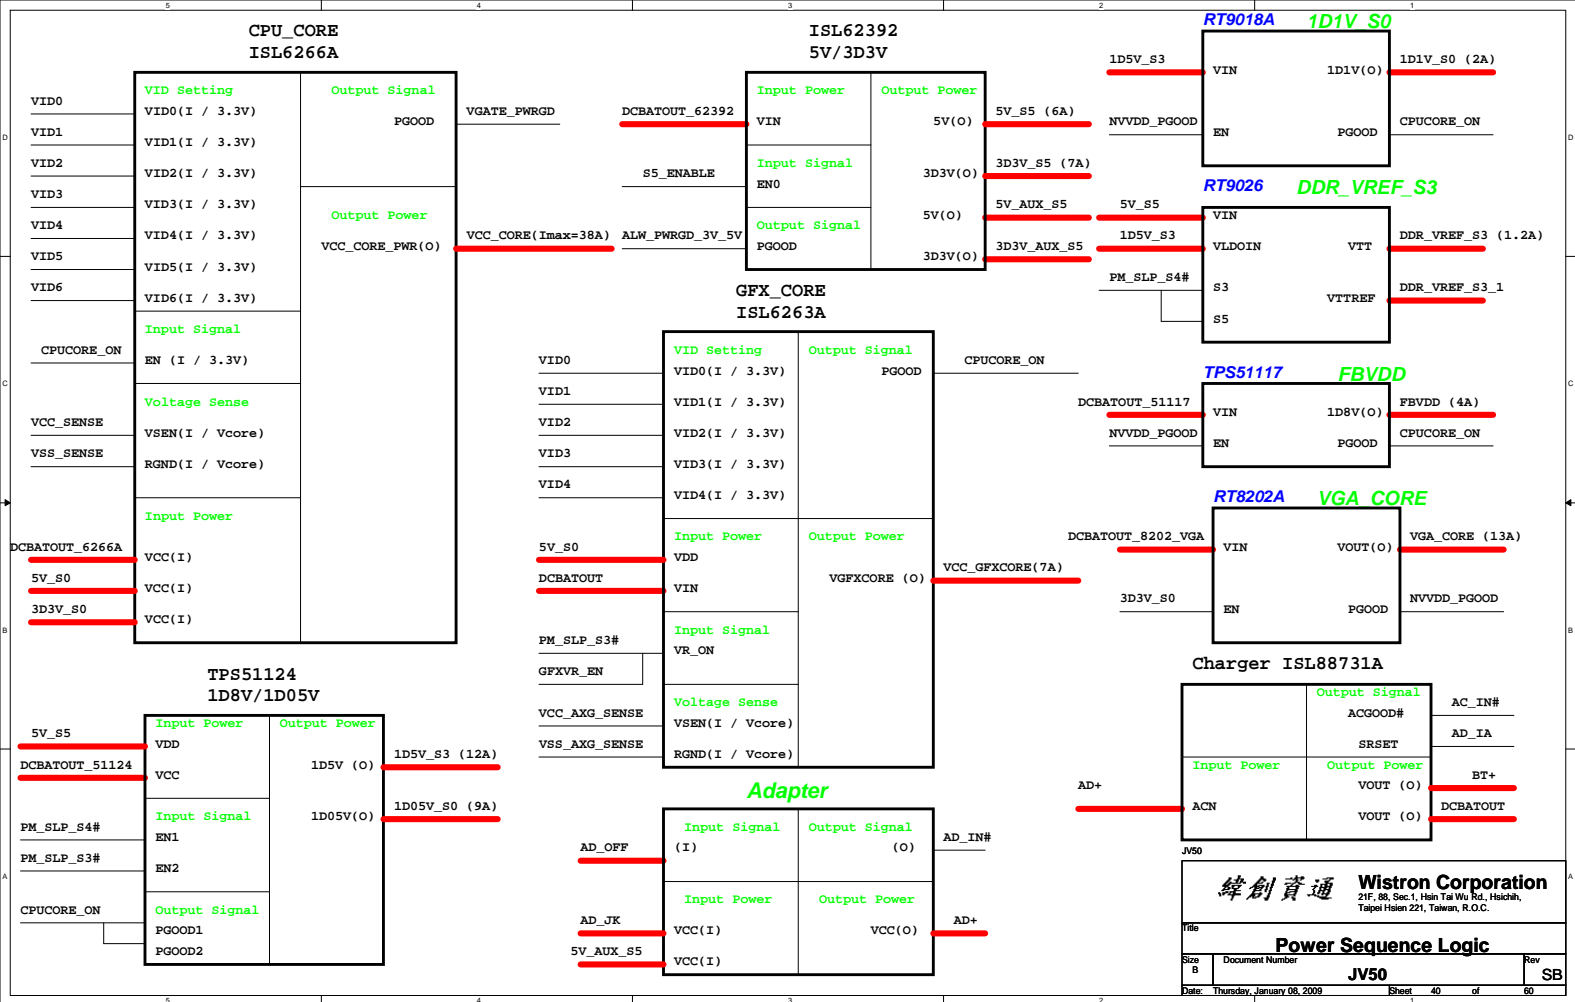 5 4 3 2 1
CPU_CORE
ISL6266A
VID Setting
VID0 VID0(I / 3.3V)
VID1 VID1(I / 3.3V)
VID2 VID2(I / 3.3V)
VID3 VID3(I / 3.3V)
VID4 VID4(I / 3.3V)
VID5 VID5(I / 3.3V)
VID6 VID6(I / 3.3V)
Output Signal
PGOOD VGATE_PWRGD
Output Power
VCC_CORE_PWR(O) VCC_CORE(Imax=38A)
Input Signal
CPUCORE_ON EN (I / 3.3V)
Voltage Sense
VCC_SENSE VSEN(I / Vcore)
VSS_SENSE RGND(I / Vcore)
Input Power
DCBATOUT_6266A VCC(I)
5V_S0 VCC(I)
3D3V_S0 VCC(I)
TPS51124
1D8V/1D05V
Input Power Output Power
5V_S5 VDD
DCBATOUT_51124 VCC
1D5V (O) 1D5V_S3 (12A)
1D05V(O) 1D05V_S0 (9A)
Input Signal
PM_SLP_S4# EN1
PM_SLP_S3# EN2
Output Signal
CPUCORE_ON PGOOD1
PGOOD2
ISL62392
5V/3D3V
Input Power Output Power
DCBATOUT_62392 VIN
5V(O) 5V_S5 (6A)
Input Signal
S5_ENABLE EN0
3D3V(O) 3D3V_S5 (7A)
Output Signal
ALW_PWRGD_3V_5V PGOOD
5V(O) 5V_AUX_S5
3D3V(O) 3D3V_AUX_S5
GFX_CORE
ISL6263A
VID Setting Output Signal
VID0 VID0(I / 3.3V)
PGOOD CPUCORE_ON
VID1 VID1(I / 3.3V)
VID2 VID2(I / 3.3V)
VID3 VID3(I / 3.3V)
VID4 VID4(I / 3.3V)
Input Power Output Power
5V_S0 VDD
DCBATOUT VIN
VGFXCORE (O) VCC_GFXCORE(7A)
Input Signal
PM_SLP_S3# VR_ON
GFXVR_EN
Voltage Sense
VCC_AXG_SENSE VSEN(I / Vcore)
VSS_AXG_SENSE RGND(I / Vcore)
Adapter
Input Signal Output Signal
AD_OFF (I) (O) AD_IN#
Input Power Output Power
AD_JK VCC(I) VCC(O) AD+
5V_AUX_S5 VCC(I)
RT9018A 1D1V_S0
1D5V_S3 VIN 1D1V(O) 1D1V_S0 (2A)
NVVDD_PGOOD EN PGOOD CPUCORE_ON
RT9026 DDR_VREF_S3
5V_S5 VIN
1D5V_S3 VLDOIN VTT DDR_VREF_S3 (1.2A)
PM_SLP_S4# S3 VTTREF DDR_VREF_S3_1
S5
TPS51117 FBVDD
DCBATOUT_51117 VIN 1D8V(O) FBVDD (4A)
NVVDD_PGOOD EN PGOOD CPUCORE_ON
RT8202A VGA_CORE
DCBATOUT_8202_VGA VIN VOUT(O) VGA_CORE (13A)
3D3V_S0 EN PGOOD NVVDD_PGOOD
Charger ISL88731A
Output Signal
ACGOOD# AC_IN#
SRSET AD_IA
Input Power Output Power
AD+ ACN VOUT (O) BT+
VOUT (O) DCBATOUT
JV50
緯創資通 Wistron Corporation
21F, 88, Sec.1, Hsin Tai Wu Rd., Hsichih,
Taipei Hsien 221, Taiwan, R.O.C.
Title
Power Sequence Logic
Size Document Number Rev
B JV50 SB
Date: Thursday, January 08, 2009 Sheet 40 of 60
D D
C C
B B
A A
5 4 3 2 1